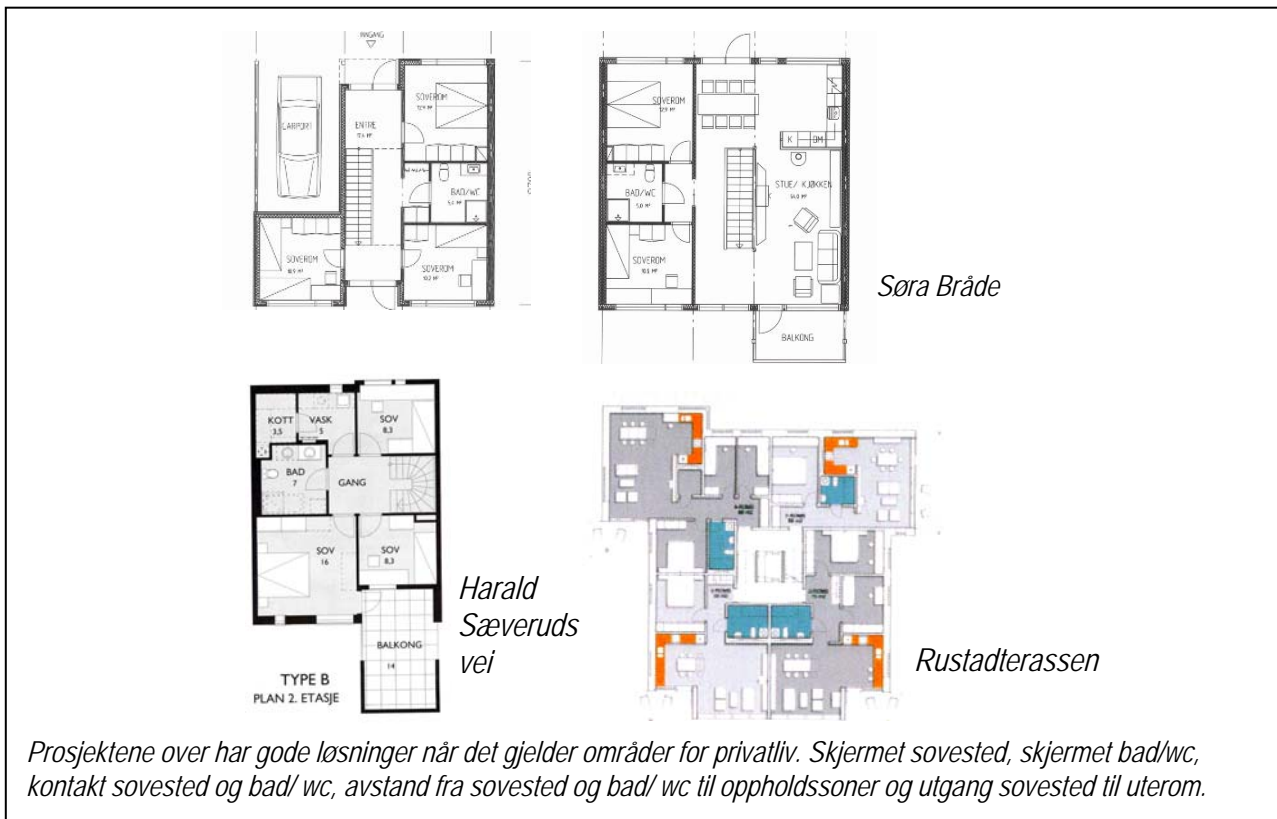 INNGANG
SOVEROM
CARPORT
ENTRE
BAD/WC
SOVEROM
SOVEROM
SOVEROM
K
DM
STUE/ KJØKKEN
BAD/WC
SOVEROM
BALKONG
Søra Bråde
KOTT
3,5
VASK
5
SOV
8,3
BAD
7
GANG
SOV
16
SOV
8,3
BALKONG
14
TYPE B
PLAN 2. ETASJE
Harald
Sæveruds
vei
Rustadterassen
Prosjektene over har gode løsninger når det gjelder områder for privatliv. Skjermet sovested, skjermet bad/wc,
kontakt sovested og bad/ wc, avstand fra sovested og bad/ wc til oppholdssoner og utgang sovested til uterom.